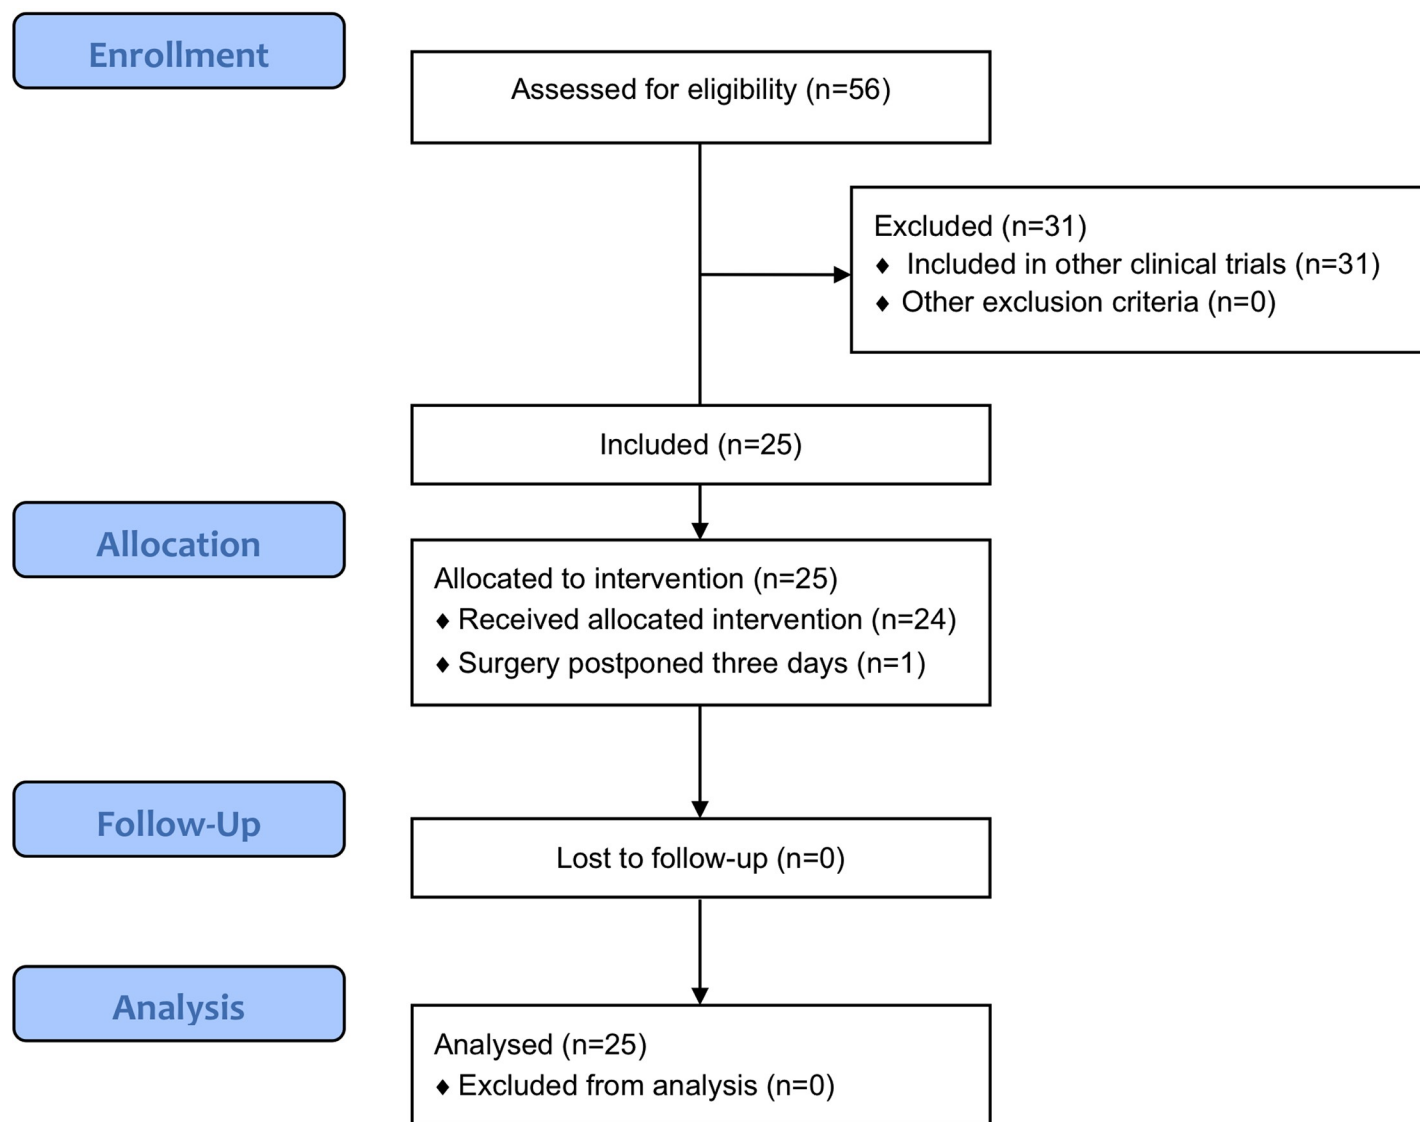 Enrollment
Assessed for eligibility (n=56)
Excluded (n=31)
♦ Included in other clinical trials (n=31)
♦ Other exclusion criteria (n=0)
Included (n=25)
Allocation
Allocated to intervention (n=25)
♦ Received allocated intervention (n=24)
♦ Surgery postponed three days (n=1)
Follow-Up
Lost to follow-up (n=0)
Analysis
Analysed (n=25)
♦ Excluded from analysis (n=0)